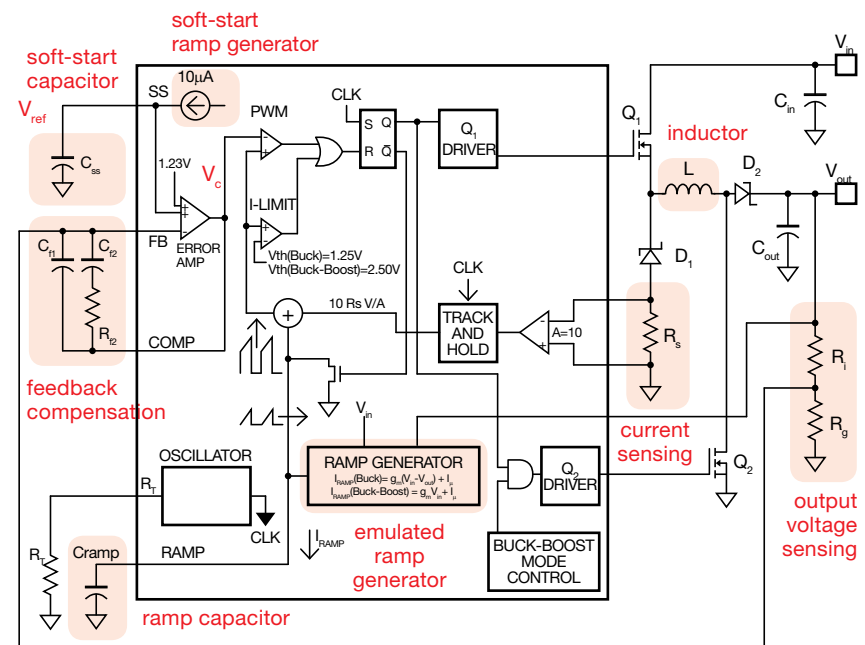 soft-start
ramp generator
soft-start
capacitor
V_ref
SS
10µA
C_ss
1.23V
V_c
PWM
I-LIMIT
CLK
S Q
R Q̅
Q_1
DRIVER
Q_1
V_in
C_in
inductor
L
D_2
V_out
C_out
D_1
C_f1
C_f2
R_f2
FB
ERROR
AMP
+
+
-
-
+
+
-
Vth(Buck)=1.25V
Vth(Buck-Boost)=2.50V
COMP
feedback
compensation
+
10 Rs V/A
CLK
TRACK
AND
HOLD
A=10
-
+
R_s
current
sensing
R_i
R_g
output
voltage
sensing
V_in
RAMP GENERATOR
I_RAMP(Buck)= g_m(V_in-V_out) + I_µ
I_RAMP(Buck-Boost) = g_m V_in + I_µ
emulated
ramp
generator
I_RAMP
OSCILLATOR
R_T
CLK
R_T
Cramp
RAMP
ramp capacitor
Q_2
DRIVER
Q_2
BUCK-BOOST
MODE
CONTROL